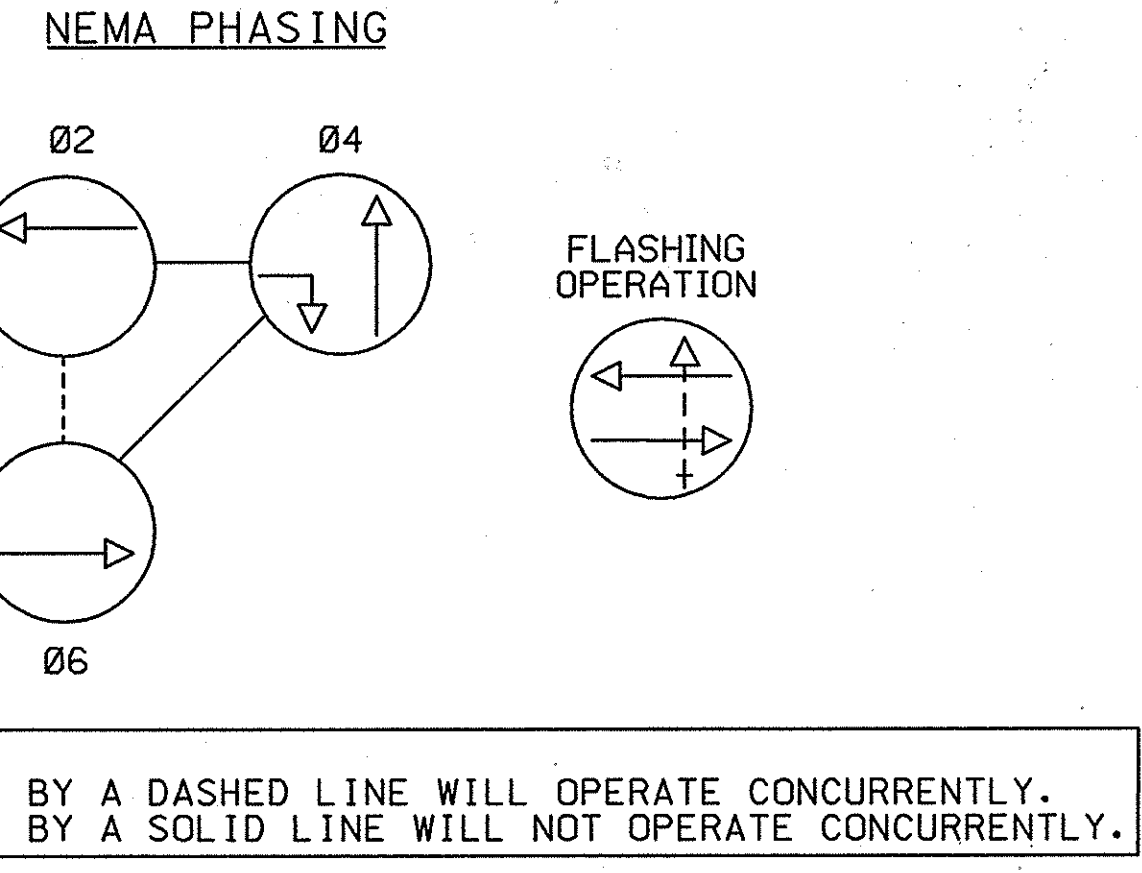 NEMA PHASING
Ø2
Ø4
FLASHING
OPERATION
Ø6
BY A DASHED LINE WILL OPERATE CONCURRENTLY.
BY A SOLID LINE WILL NOT OPERATE CONCURRENTLY.